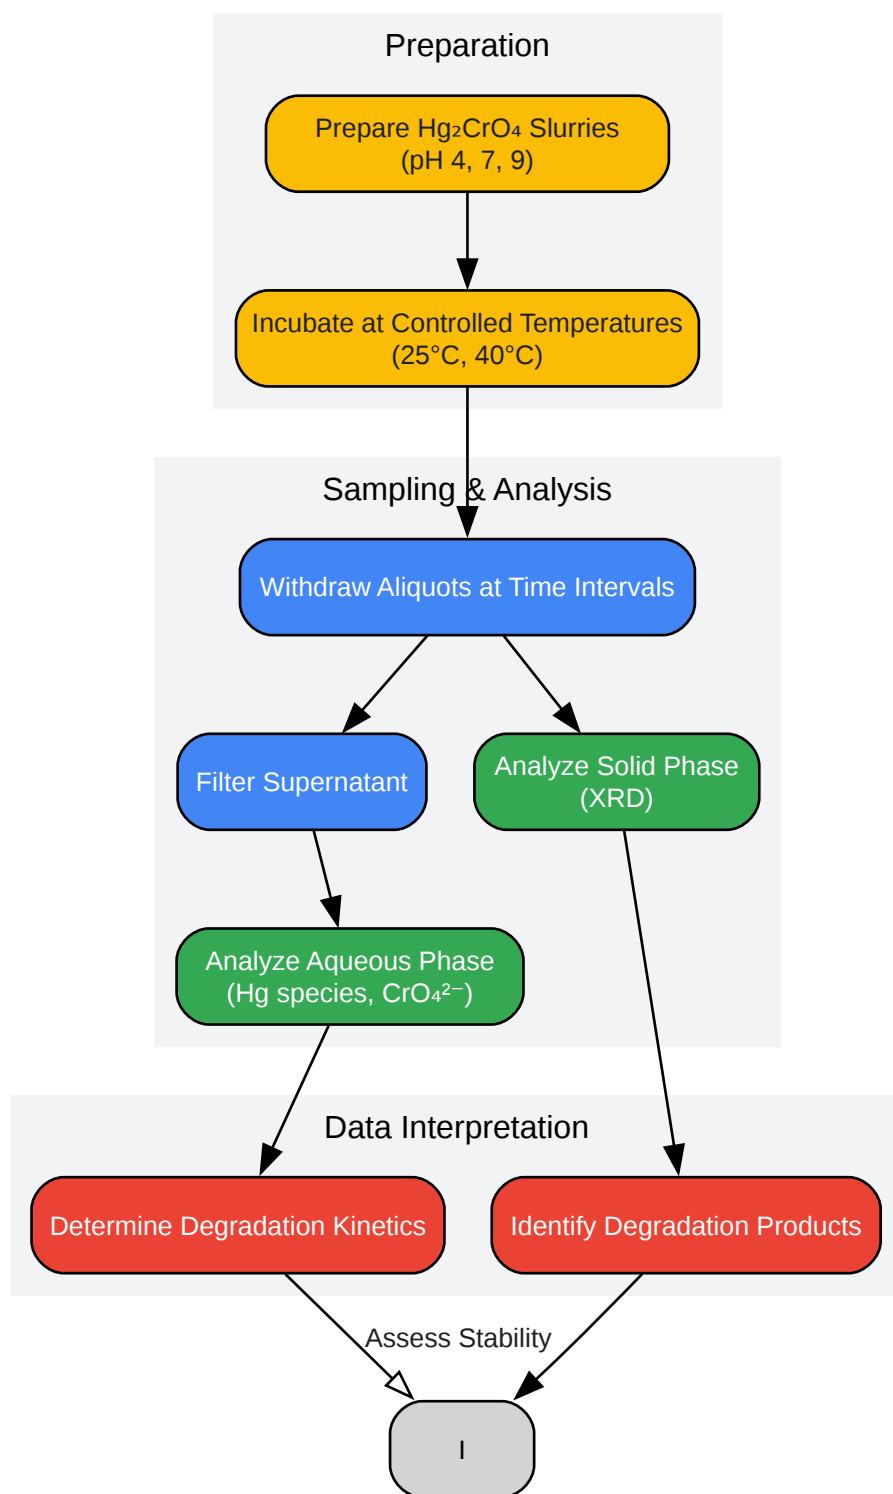 Preparation
Prepare Hg₂CrO₄ Slurries
(pH 4, 7, 9)
Incubate at Controlled Temperatures
(25°C, 40°C)
Sampling & Analysis
Withdraw Aliquots at Time Intervals
Filter Supernatant
Analyze Solid Phase
(XRD)
Analyze Aqueous Phase
(Hg species, CrO₄²⁻)
Data Interpretation
Determine Degradation Kinetics
Identify Degradation Products
Assess Stability
I